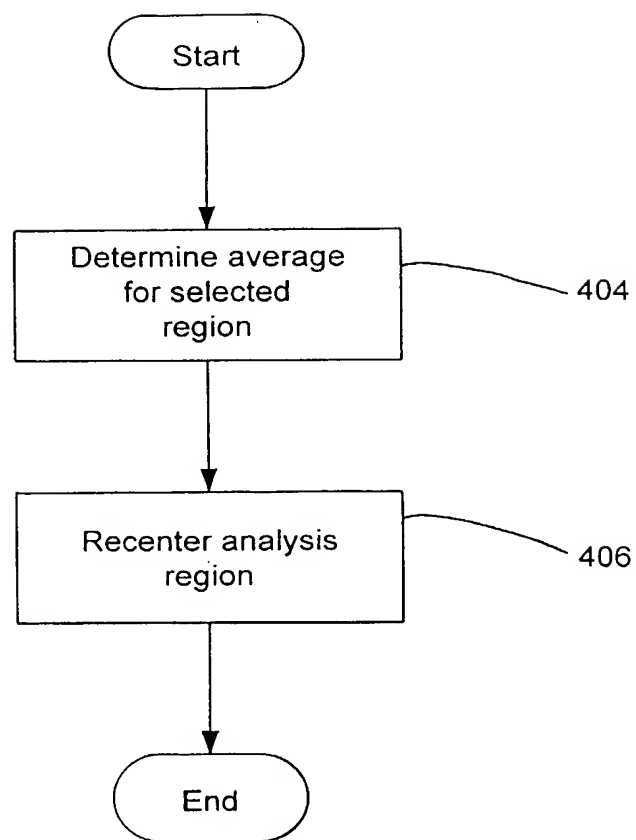 Start
Determine average
for selected
region
404
Recenter analysis
region
406
End